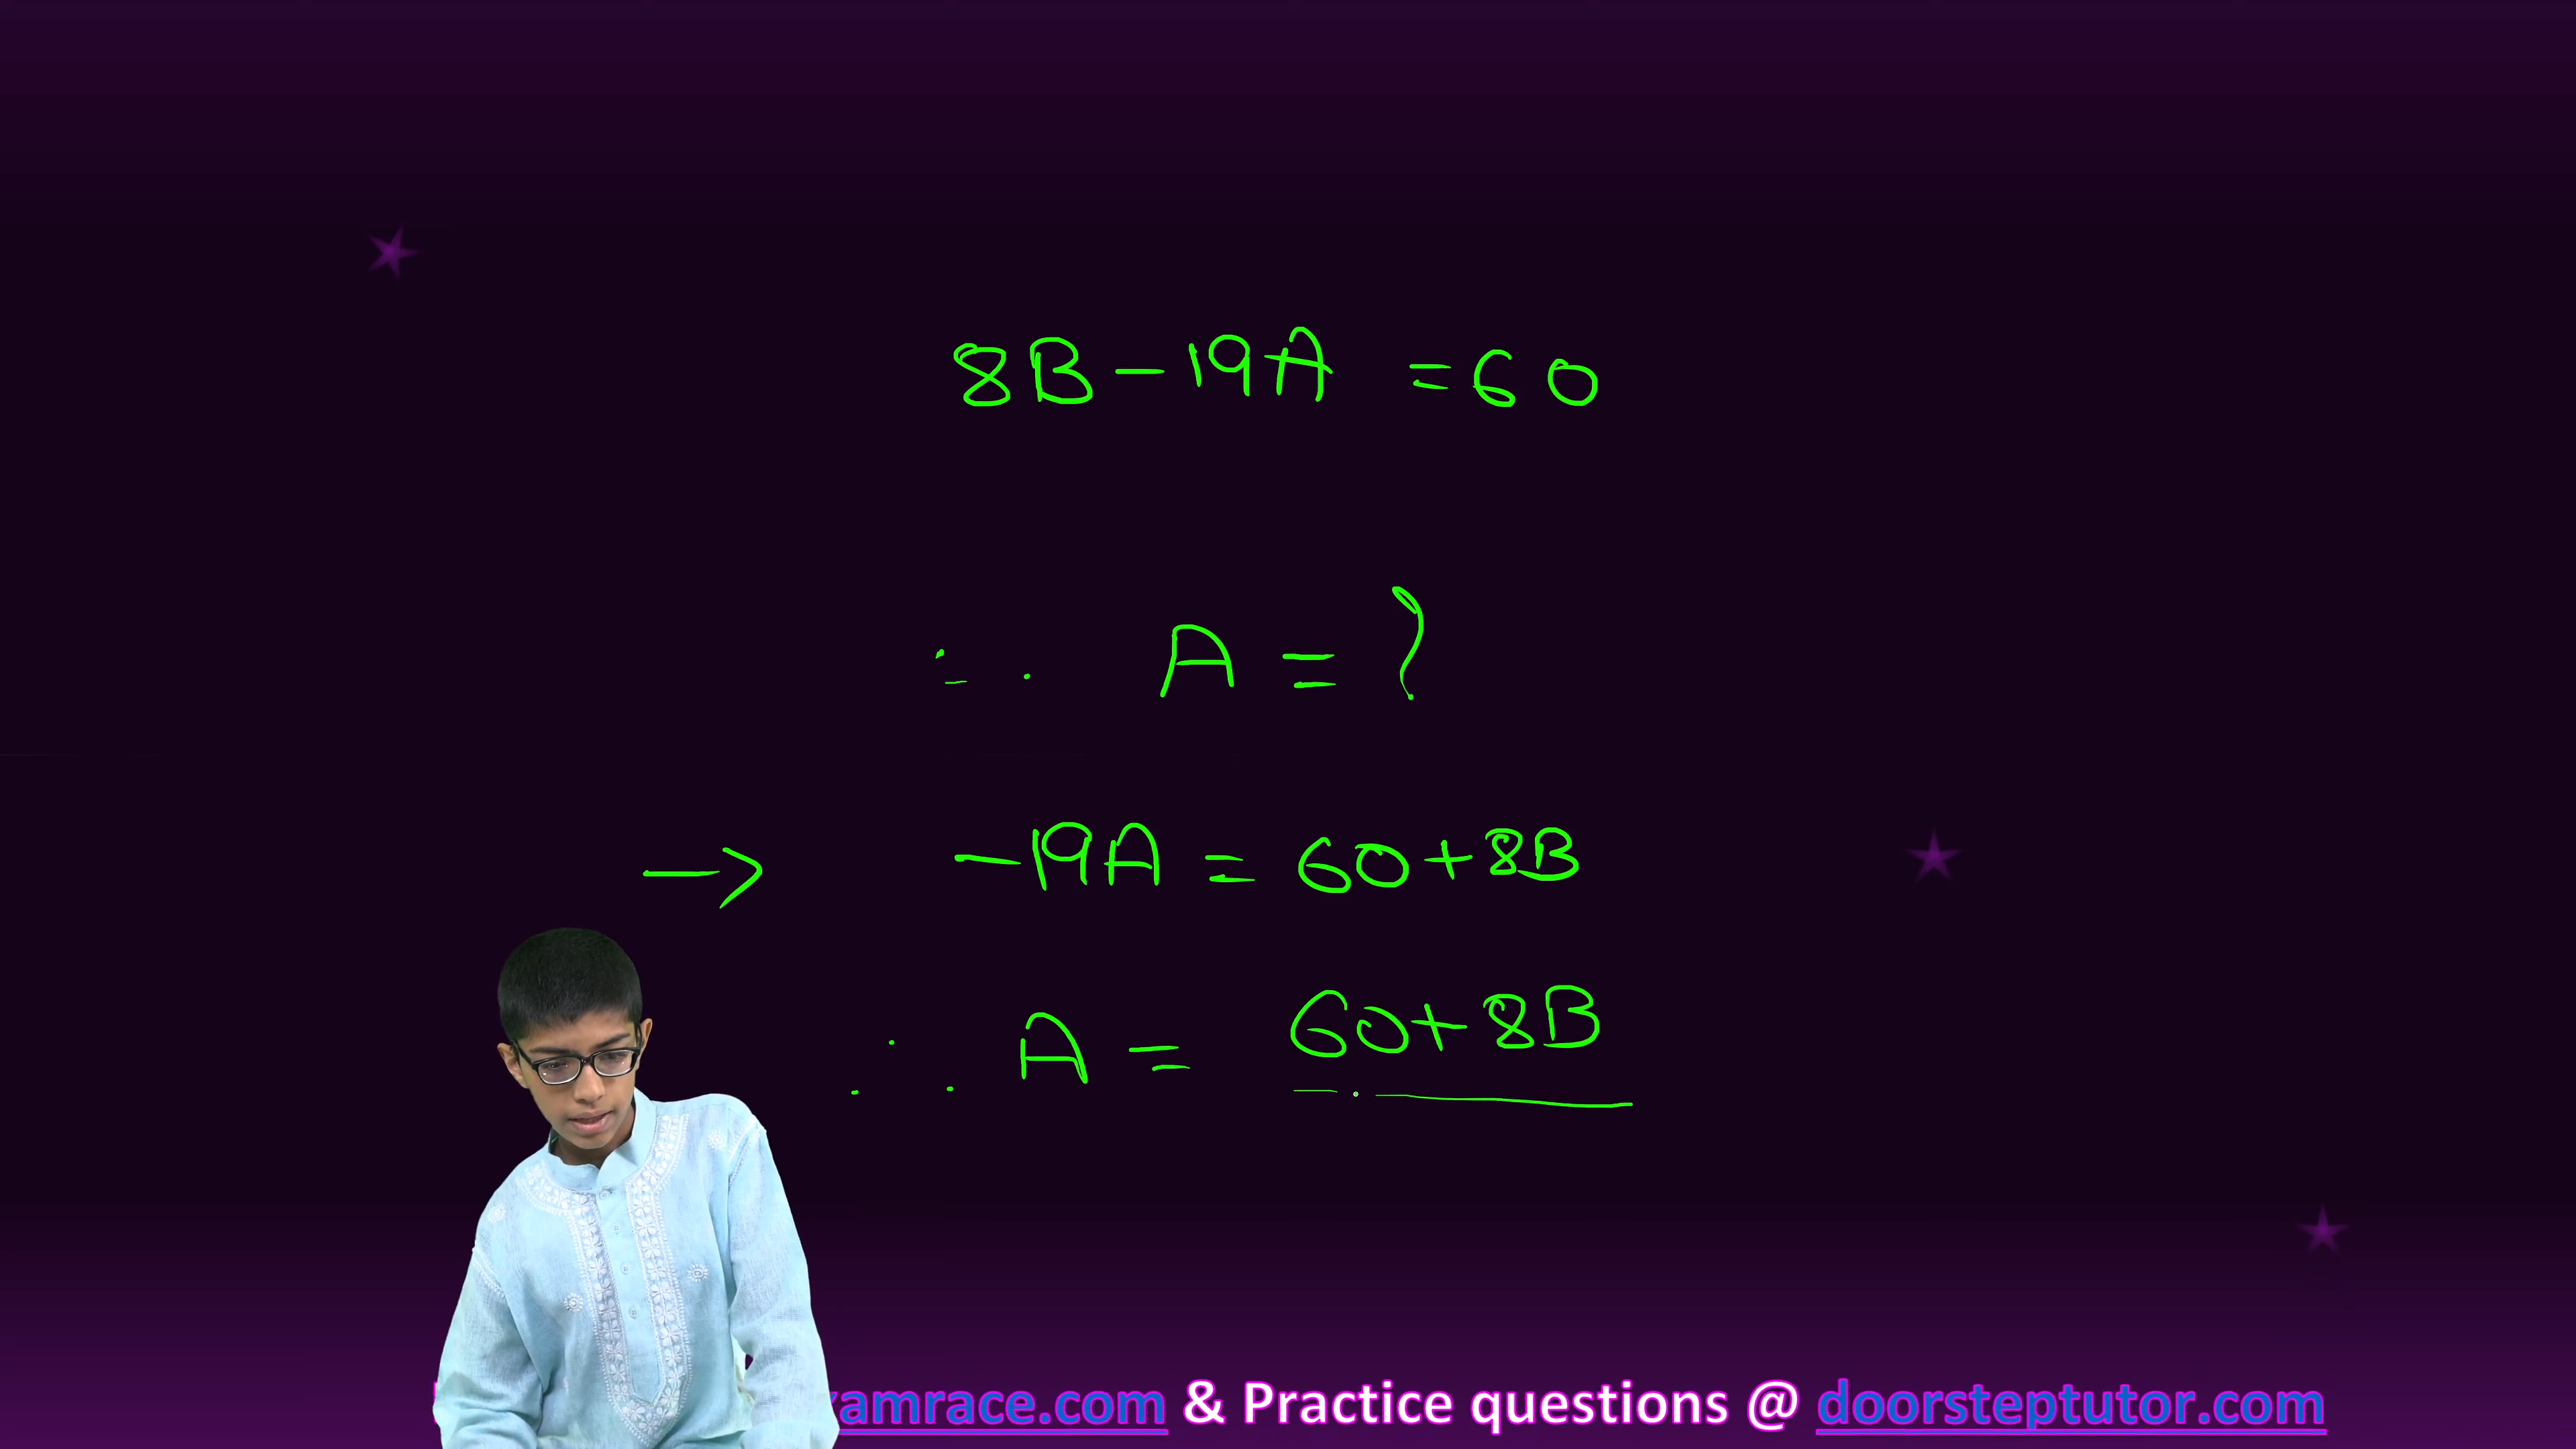 8B - 19A = 60
∴ A = ?
→ -19A = 60 + 8B
∴ A = 60 + 8B
amrace.com & Practice questions @ doorsteptutor.com